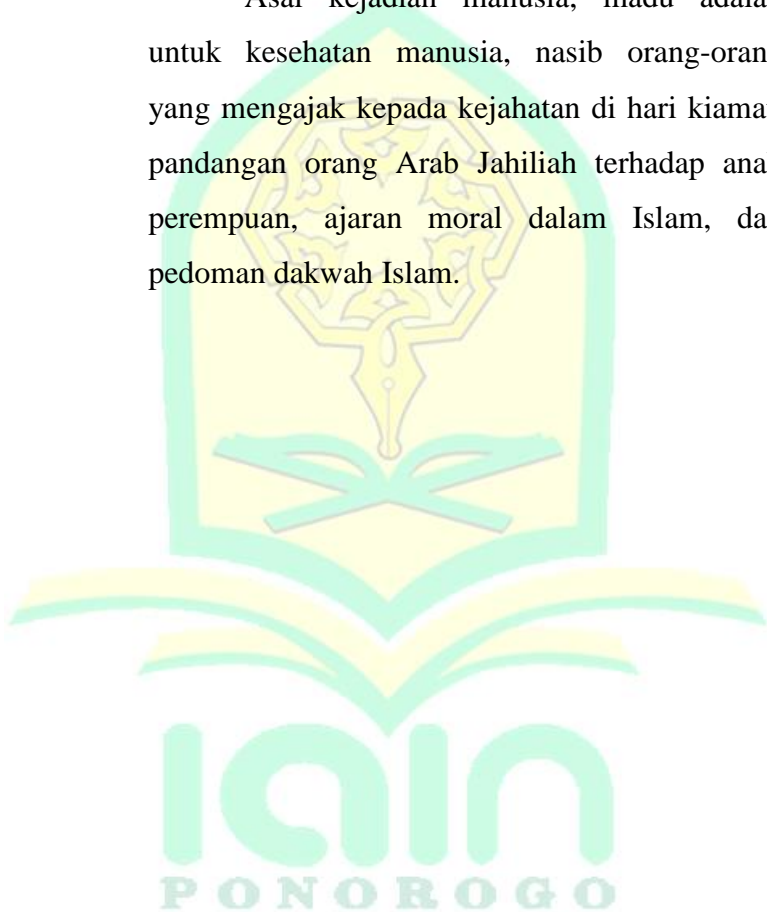 Asal kejadian manusia, madu adala
untuk kesehatan manusia, nasib orang-oran
yang mengajak kepada kejahatan di hari kiama
pandangan orang Arab Jahiliah terhadap ana
perempuan, ajaran moral dalam Islam, da
pedoman dakwah Islam.
iain
PONOROGO